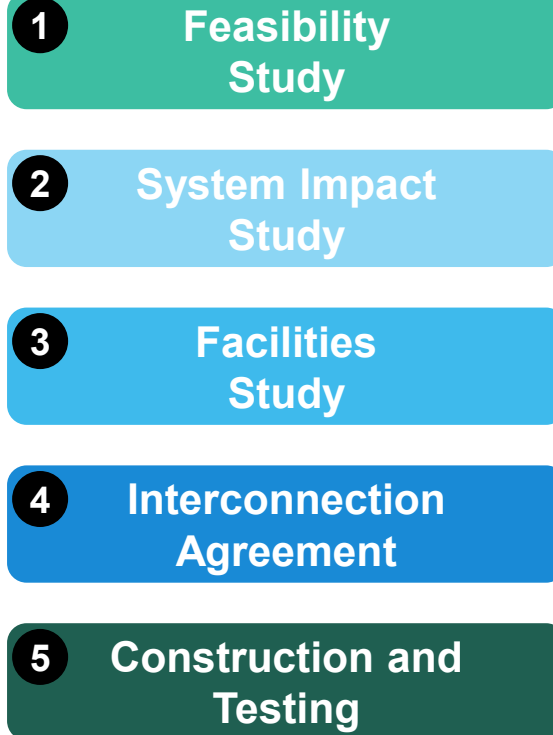 1
Feasibility
Study
2
System Impact
Study
3
Facilities
Study
4
Interconnection
Agreement
5
Construction and
Testing